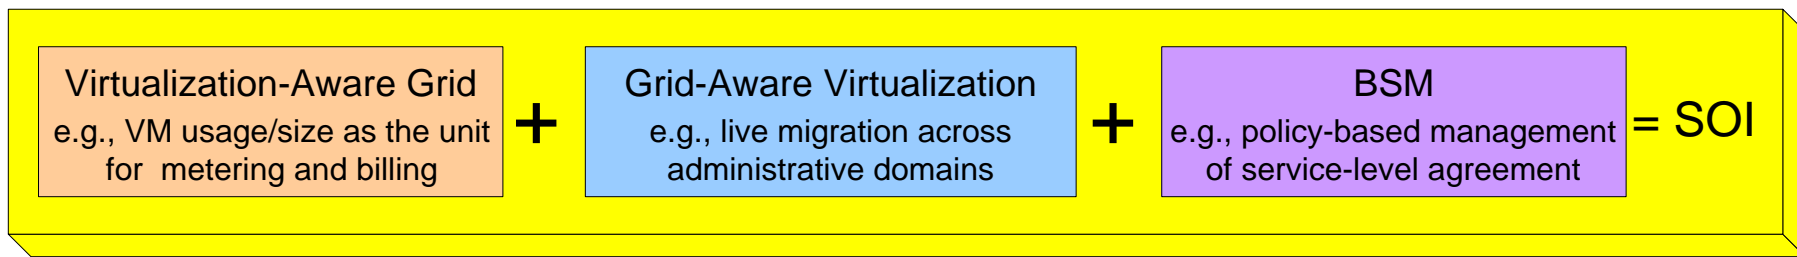 Virtualization-Aware Grid
e.g., VM usage/size as the unit
for metering and billing
+
Grid-Aware Virtualization
e.g., live migration across
administrative domains
+
BSM
e.g., policy-based management
of service-level agreement
= SOI